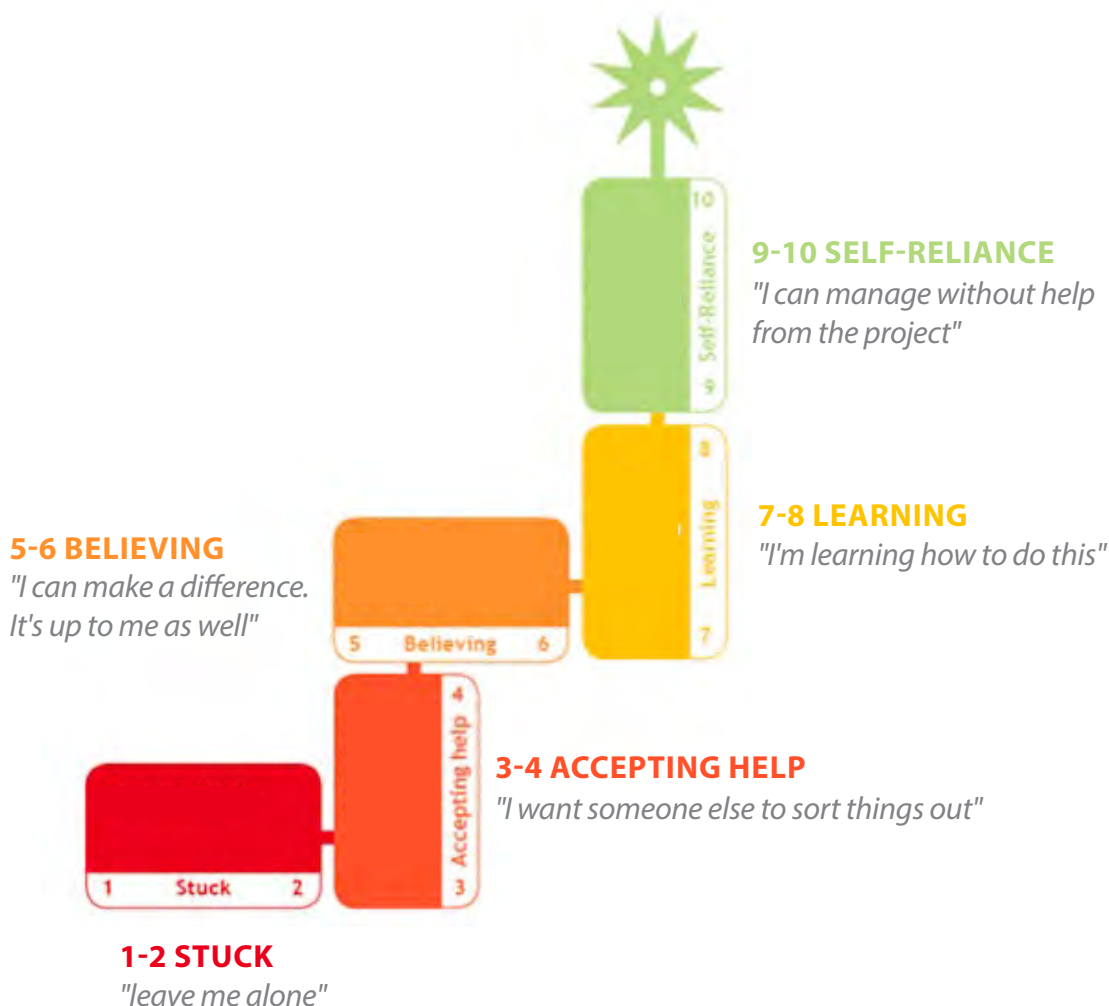 10
Self-Reliance
9
9-10 SELF-RELIANCE
"I can manage without help
from the project"
8
Learning
7
7-8 LEARNING
"I'm learning how to do this"
5-6 BELIEVING
"I can make a difference.
It's up to me as well"
5 Believing 6
4
Accepting help
3
3-4 ACCEPTING HELP
"I want someone else to sort things out"
1 Stuck 2
1-2 STUCK
"leave me alone"